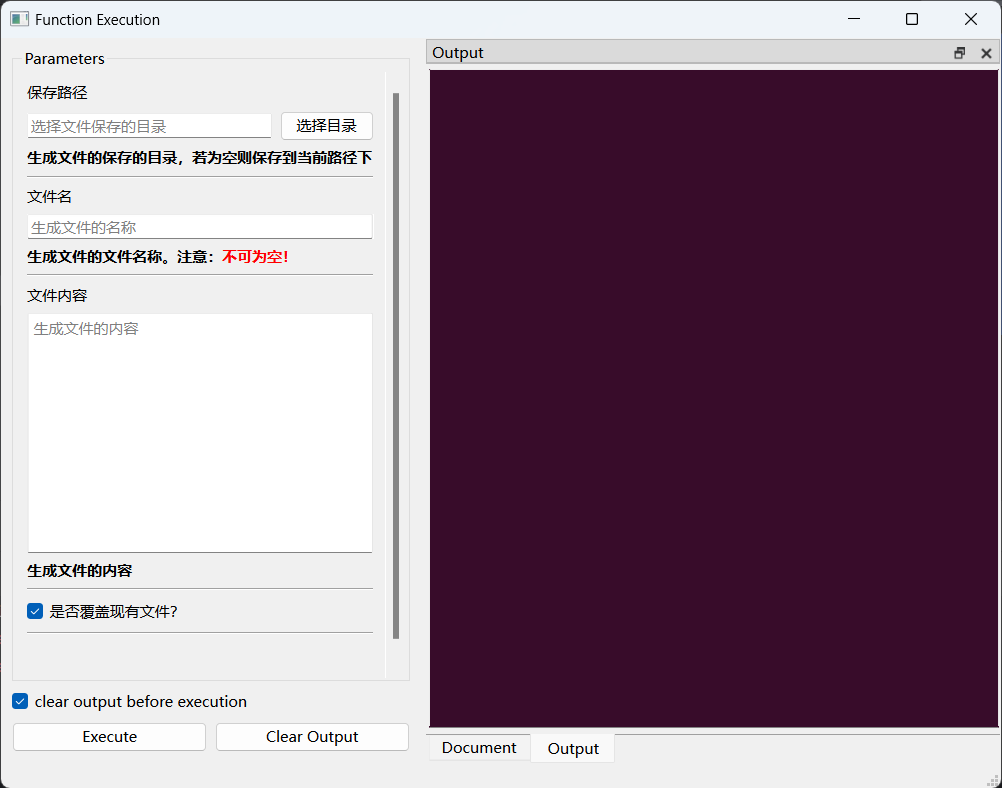 Function Execution
Parameters
保存路径
选择文件保存的目录
选择目录
生成文件的保存的目录，若为空则保存到当前路径下
文件名
生成文件的名称
生成文件的文件名称。注意：不可为空！
文件内容
生成文件的内容
生成文件的内容
是否覆盖现有文件？
clear output before execution
Execute
Clear Output
Output
Document
Output